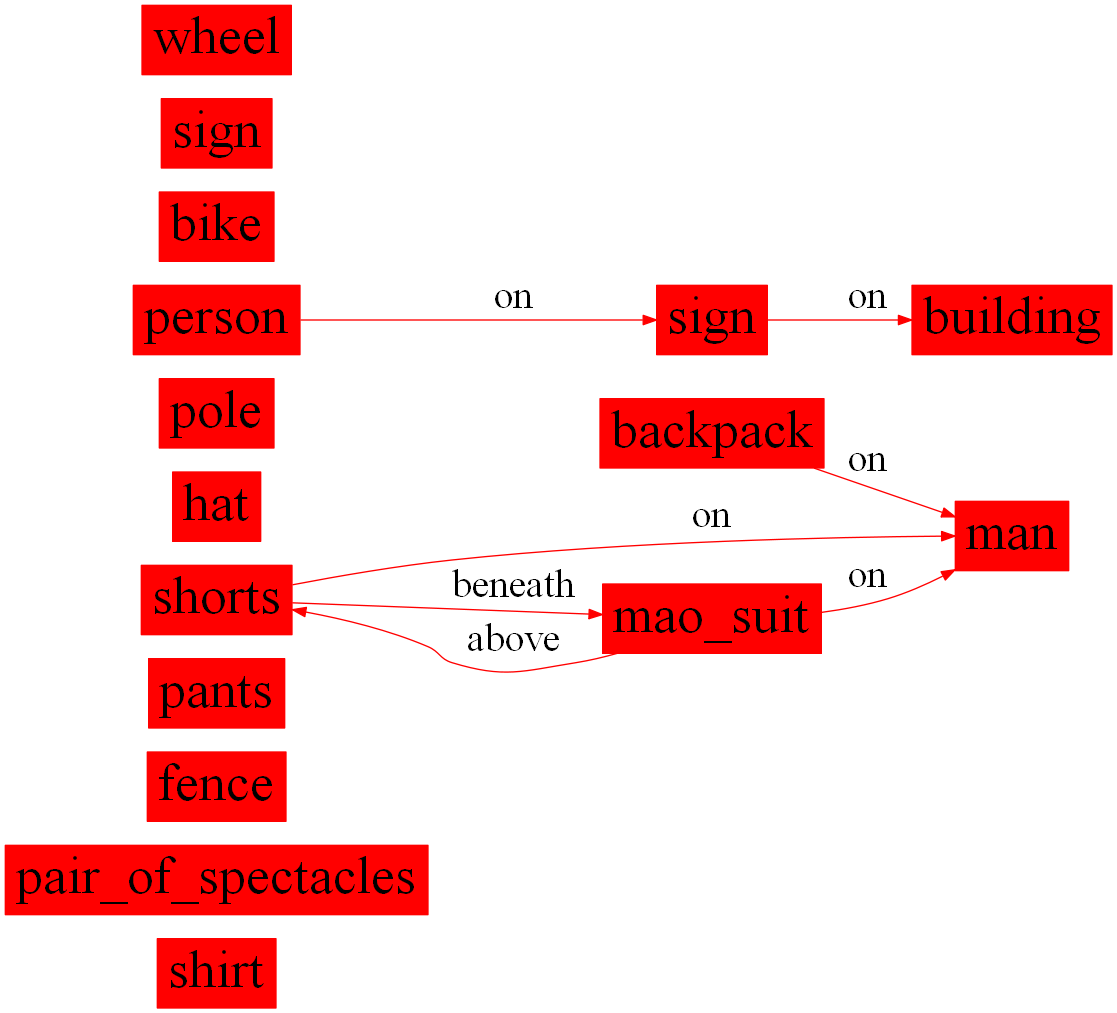 wheel
sign
bike
person
on
sign
on
building
pole
backpack
on
hat
on
man
shorts
beneath
mao_suit
on
above
pants
fence
pair_of_spectacles
shirt